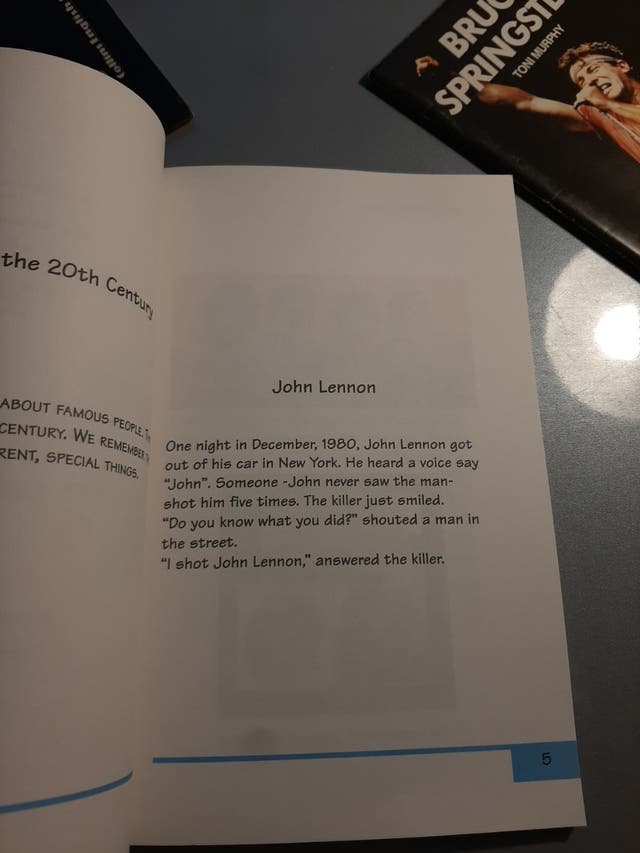 Collins English
BRUCE
SPRINGSTE
TONI MURPHY
the 20th Century
ABOUT FAMOUS PEOPLE.
CENTURY. WE REMEMBER
RENT, SPECIAL THINGS.
John Lennon
One night in December, 1980, John Lennon got
out of his car in New York. He heard a voice say
“John”. Someone -John never saw the man-
shot him five times. The killer just smiled.
“Do you know what you did?” shouted a man in
the street.
“I shot John Lennon,” answered the killer.
5